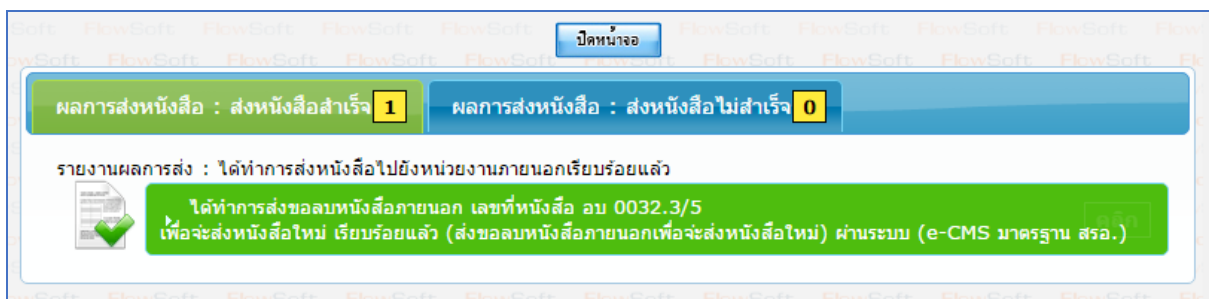 ปิดหน้าจอ
ผลการส่งหนังสือ : ส่งหนังสือสำเร็จ 1 ผลการส่งหนังสือ : ส่งหนังสือไม่สำเร็จ 0
รายงานผลการส่ง : ได้ทำการส่งหนังสือไปยังหน่วยงานภายนอกเรียบร้อยแล้ว
ได้ทำการส่งขอลบหนังสือภายนอก เลขที่หนังสือ อบ 0032.3/5
เพื่อจะส่งหนังสือใหม่ เรียบร้อยแล้ว (ส่งขอลบหนังสือภายนอกเพื่อจะส่งหนังสือใหม่) ผ่านระบบ (e-CMS มาตรฐาน สรอ.)
คลิก